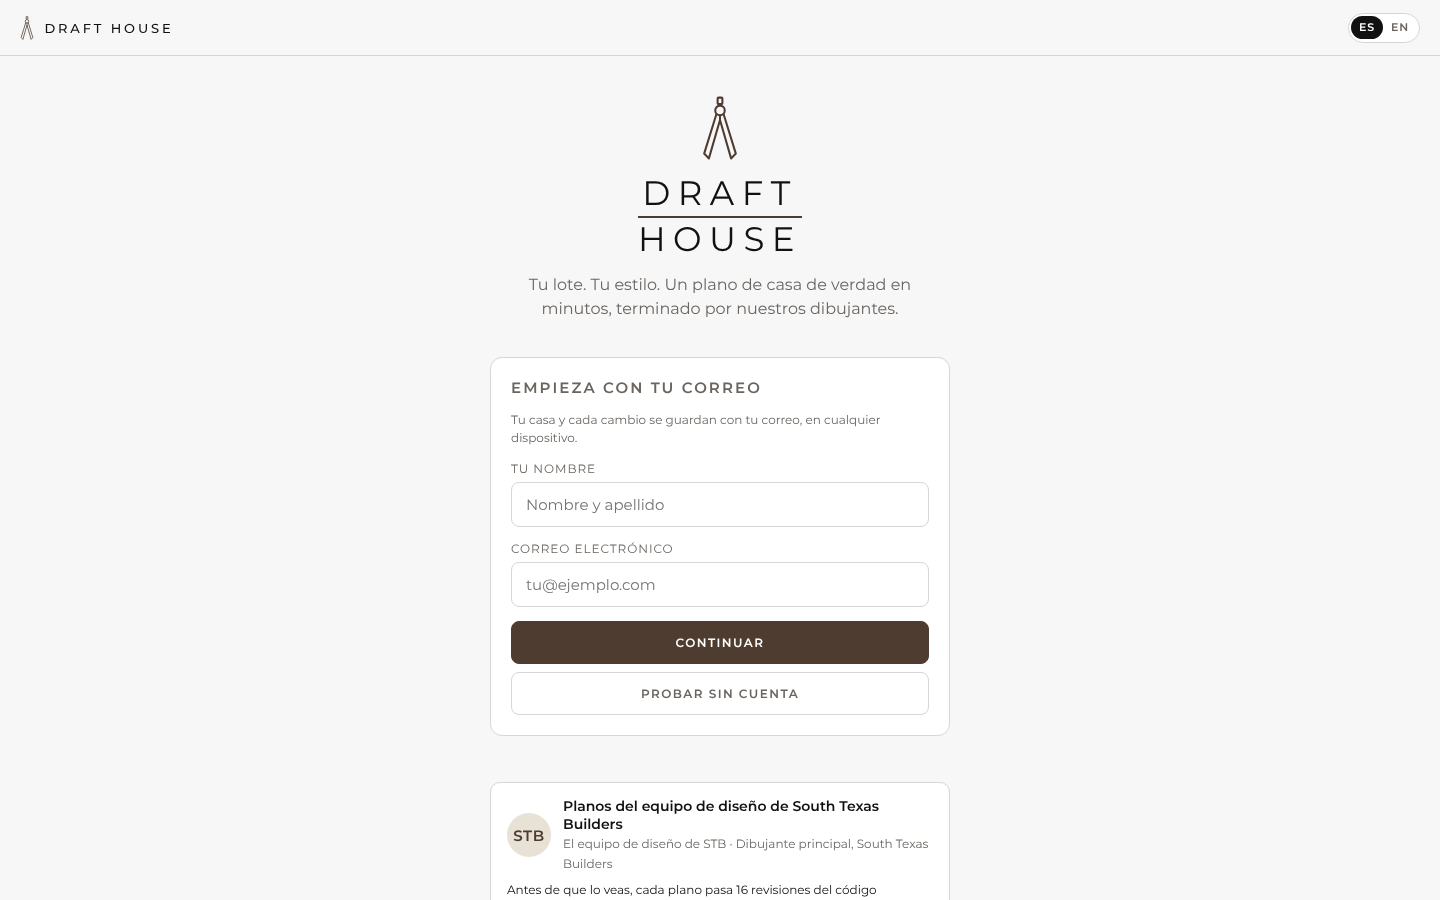 DRAFT HOUSE
ES EN
DRAFT
HOUSE
Tu lote. Tu estilo. Un plano de casa de verdad en
minutos, terminado por nuestros dibujantes.
EMPIEZA CON TU CORREO
Tu casa y cada cambio se guardan con tu correo, en cualquier
dispositivo.
TU NOMBRE
Nombre y apellido
CORREO ELECTRÓNICO
tu@ejemplo.com
CONTINUAR
PROBAR SIN CUENTA
STB
Planos del equipo de diseño de South Texas
Builders
El equipo de diseño de STB · Dibujante principal, South Texas
Builders
Antes de que lo veas, cada plano pasa 16 revisiones del código